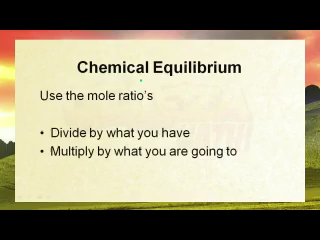 Chemical Equilibrium
Use the mole ratio's
• Divide by what you have
• Multiply by what you are going to